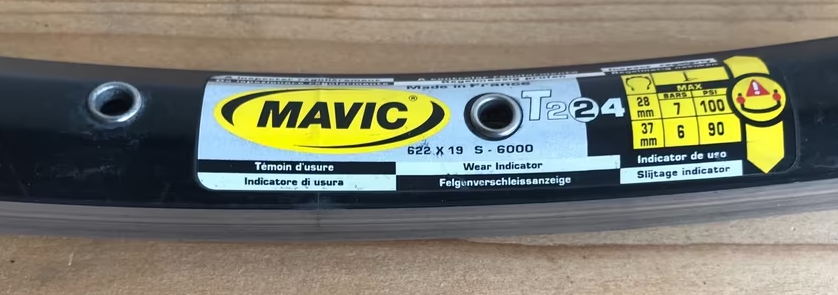 Made in France
MAVIC®
T224
622 X 19 S - 6000
MAX
BARS PSI
28 mm 7 100
37 mm 6 90
Témoin d'usure
Wear Indicator
Indicador de uso
Indicatore di usura
Felgenverschleissanzeige
Slijtage indicator